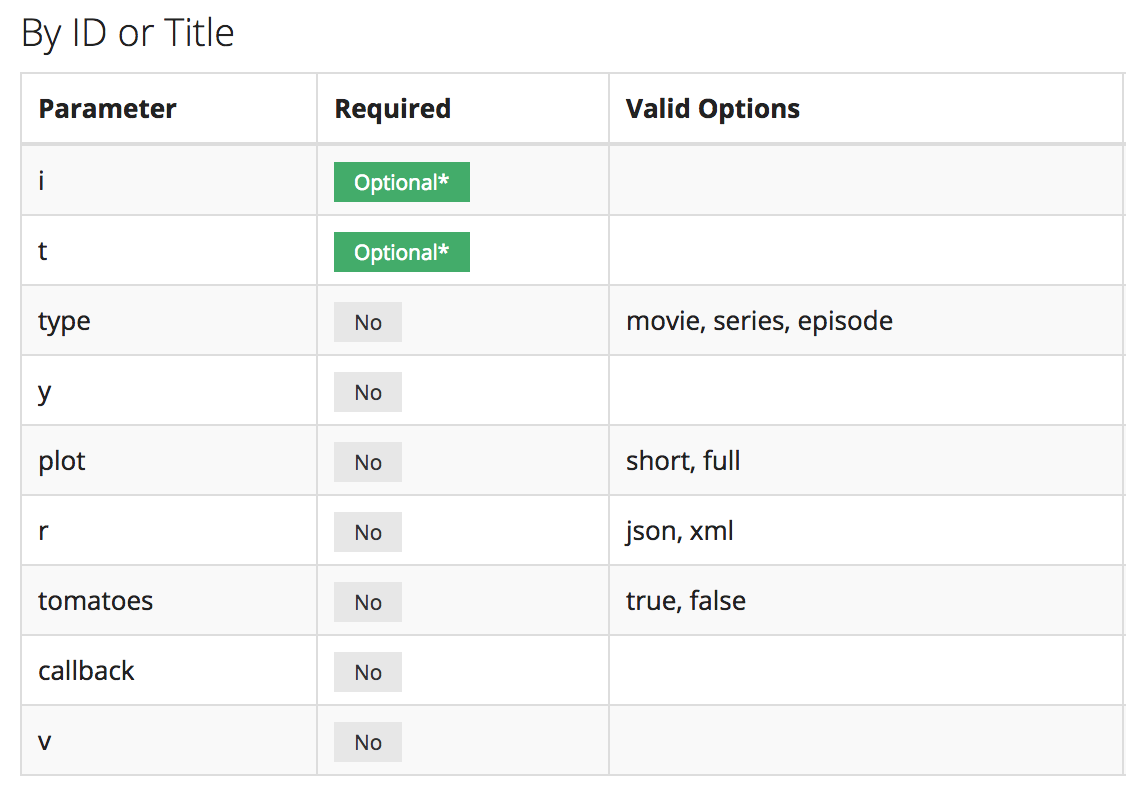 By ID or Title
Parameter Required Valid Options
i Optional*
t Optional*
type No movie, series, episode
y No
plot No short, full
r No json, xml
tomatoes No true, false
callback No
v No